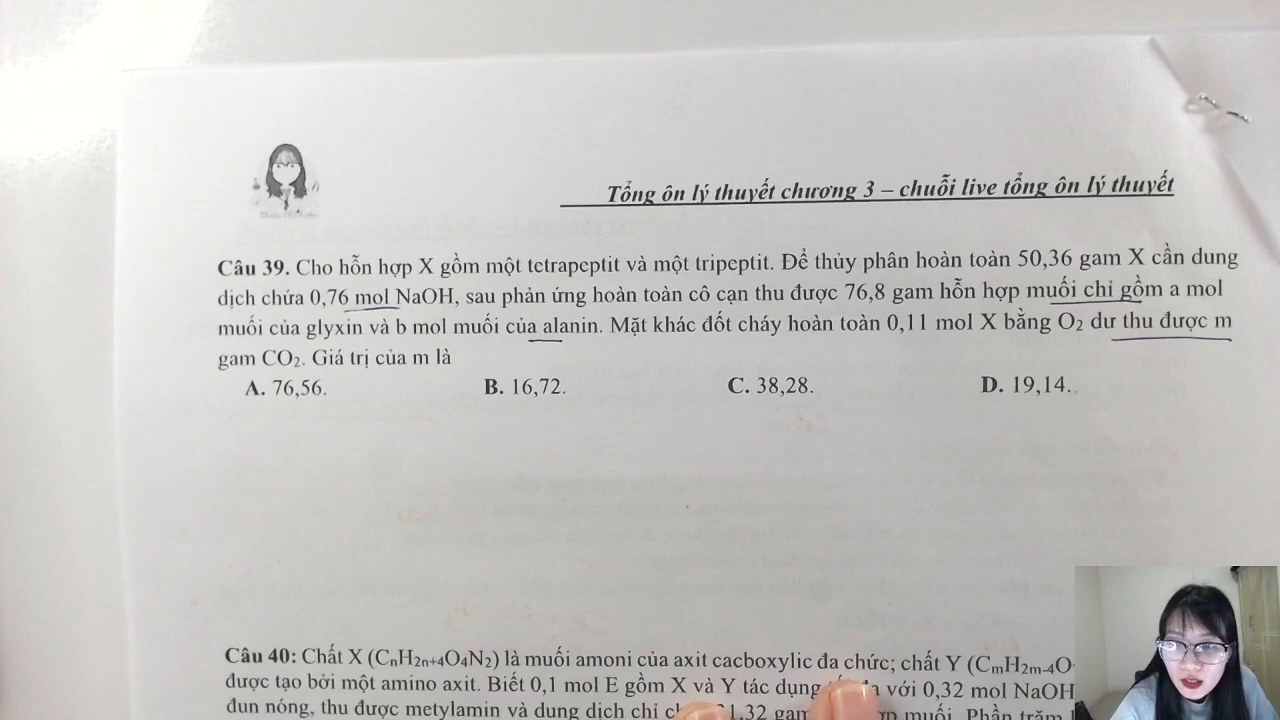 Tổng ôn lý thuyết chương 3 – chuỗi live tổng ôn lý thuyết
Câu 39. Cho hỗn hợp X gồm một tetrapeptit và một tripeptit. Để thủy phân hoàn toàn 50,36 gam X cần dung
dịch chứa 0,76 mol NaOH, sau phản ứng hoàn toàn cô cạn thu được 76,8 gam hỗn hợp muối chỉ gồm a mol
muối của glyxin và b mol muối của alanin. Mặt khác đốt cháy hoàn toàn 0,11 mol X bằng O₂ dư thu được m
gam CO₂. Giá trị của m là
A. 76,56. B. 16,72. C. 38,28. D. 19,14.
Câu 40: Chất X (CₙH₂ₙ₊₄O₄N₂) là muối amoni của axit cacboxylic đa chức; chất Y (CₘH₂ₘ₋₄O
được tạo bởi một amino axit. Biết 0,1 mol E gồm X và Y tác dụng với 0,32 mol NaOH
đun nóng, thu được metylamin và dung dịch chỉ 1,32 gam muối. Phần trăm